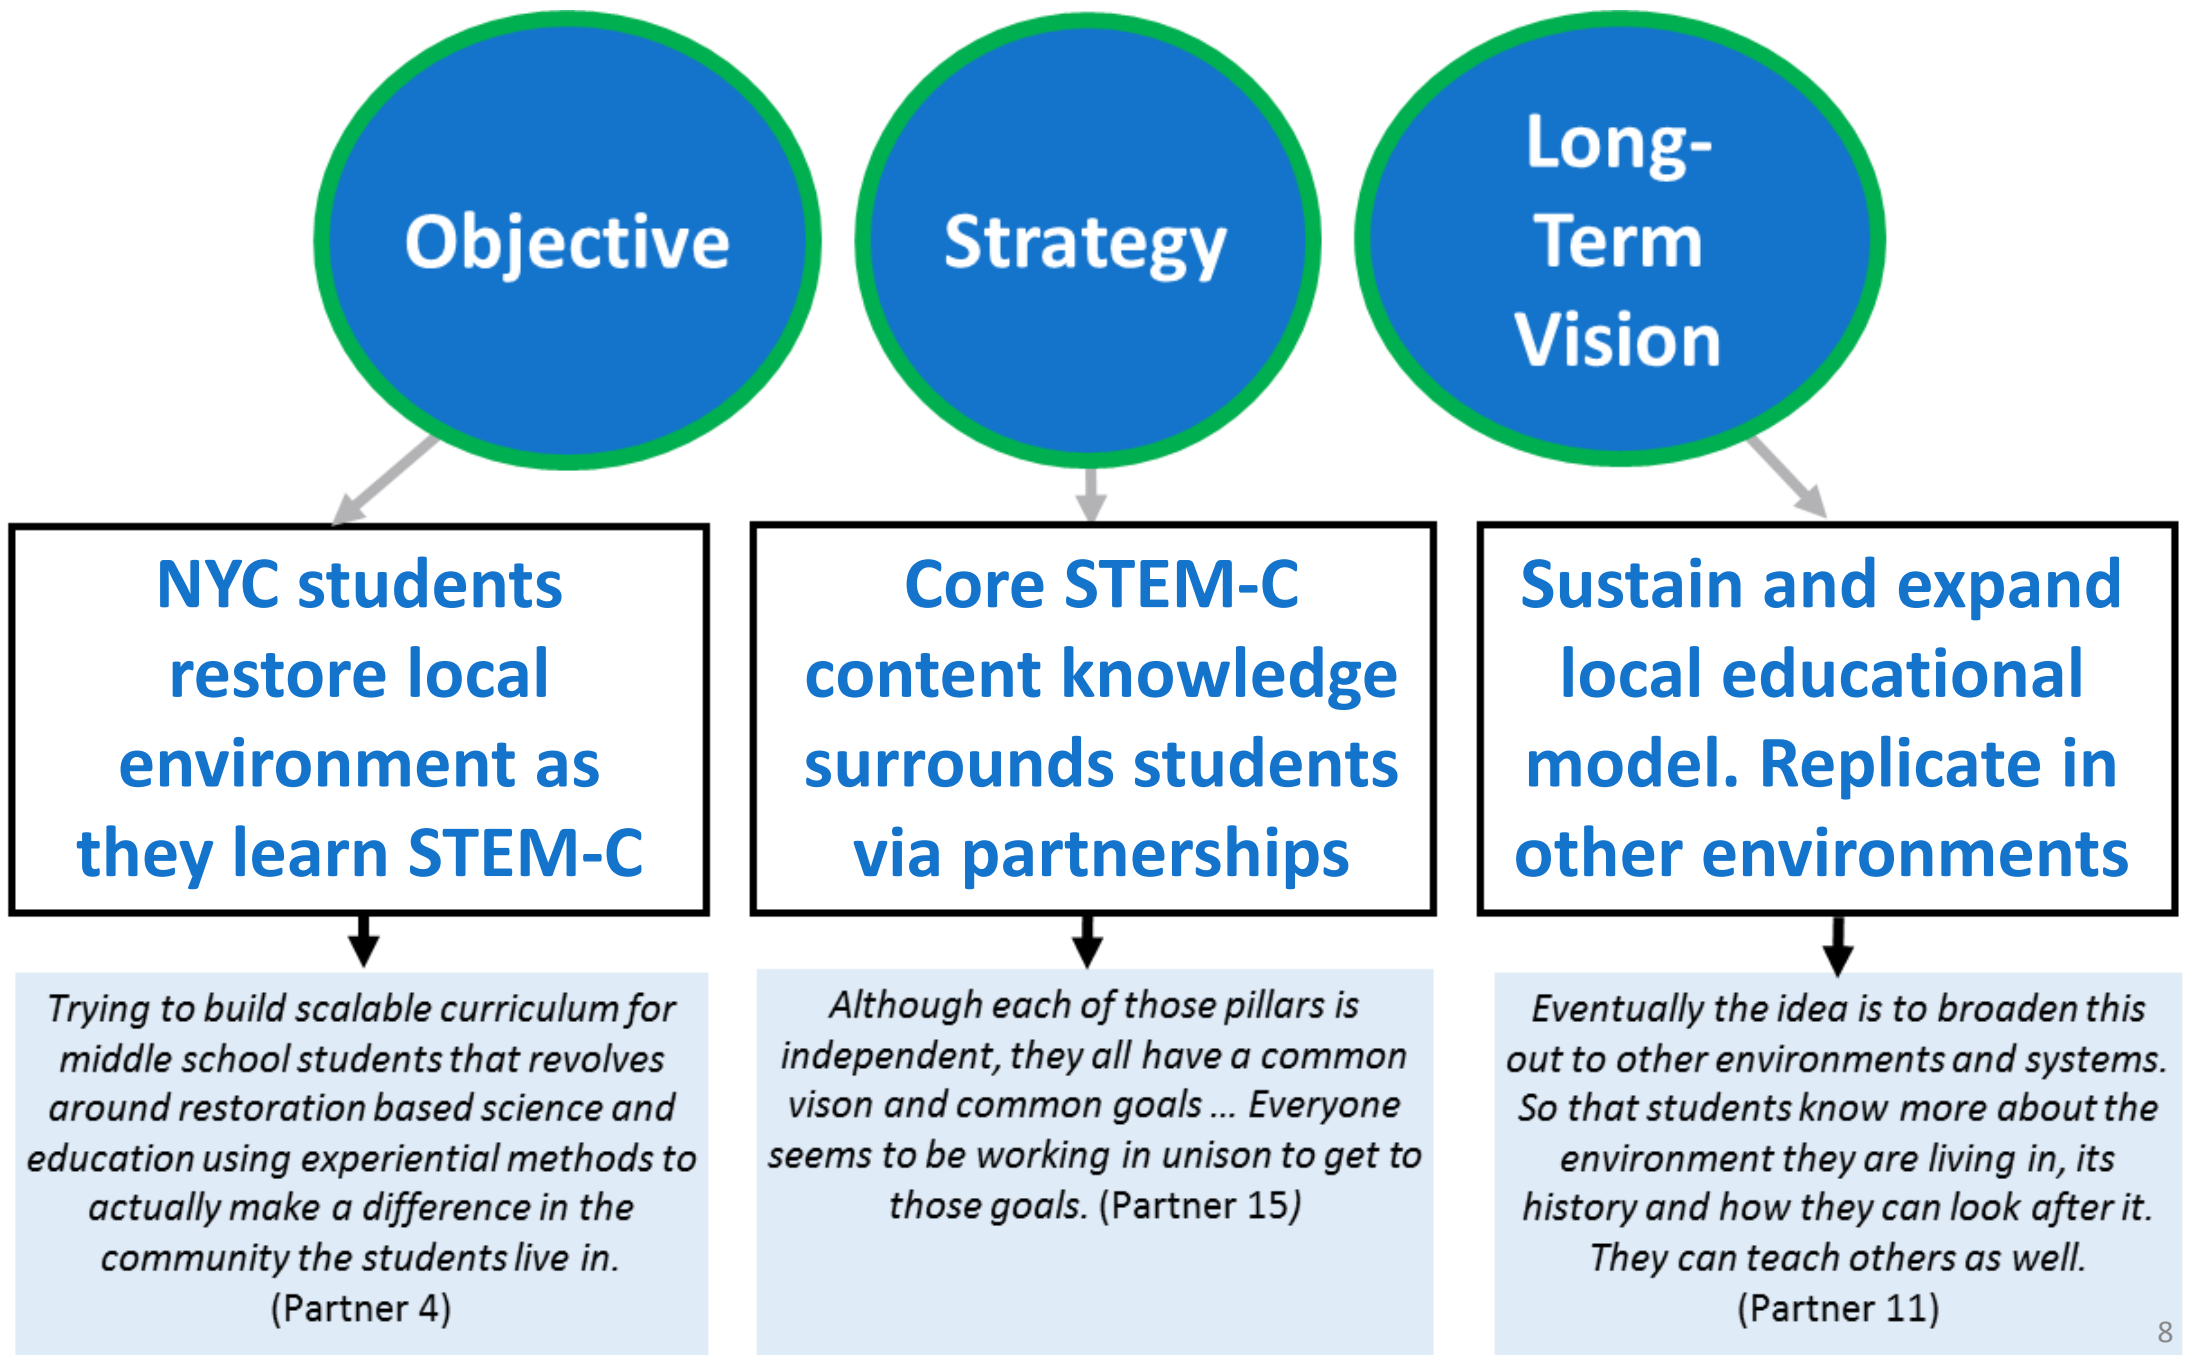 Objective
Strategy
Long-
Term
Vision
NYC students
restore local
environment as
they learn STEM-C
Core STEM-C
content knowledge
surrounds students
via partnerships
Sustain and expand
local educational
model. Replicate in
other environments
Trying to build scalable curriculum for
middle school students that revolves
around restoration based science and
education using experiential methods to
actually make a difference in the
community the students live in.
(Partner 4)
Although each of those pillars is
independent, they all have a common
vison and common goals ... Everyone
seems to be working in unison to get to
those goals. (Partner 15)
Eventually the idea is to broaden this
out to other environments and systems.
So that students know more about the
environment they are living in, its
history and how they can look after it.
They can teach others as well.
(Partner 11)
8